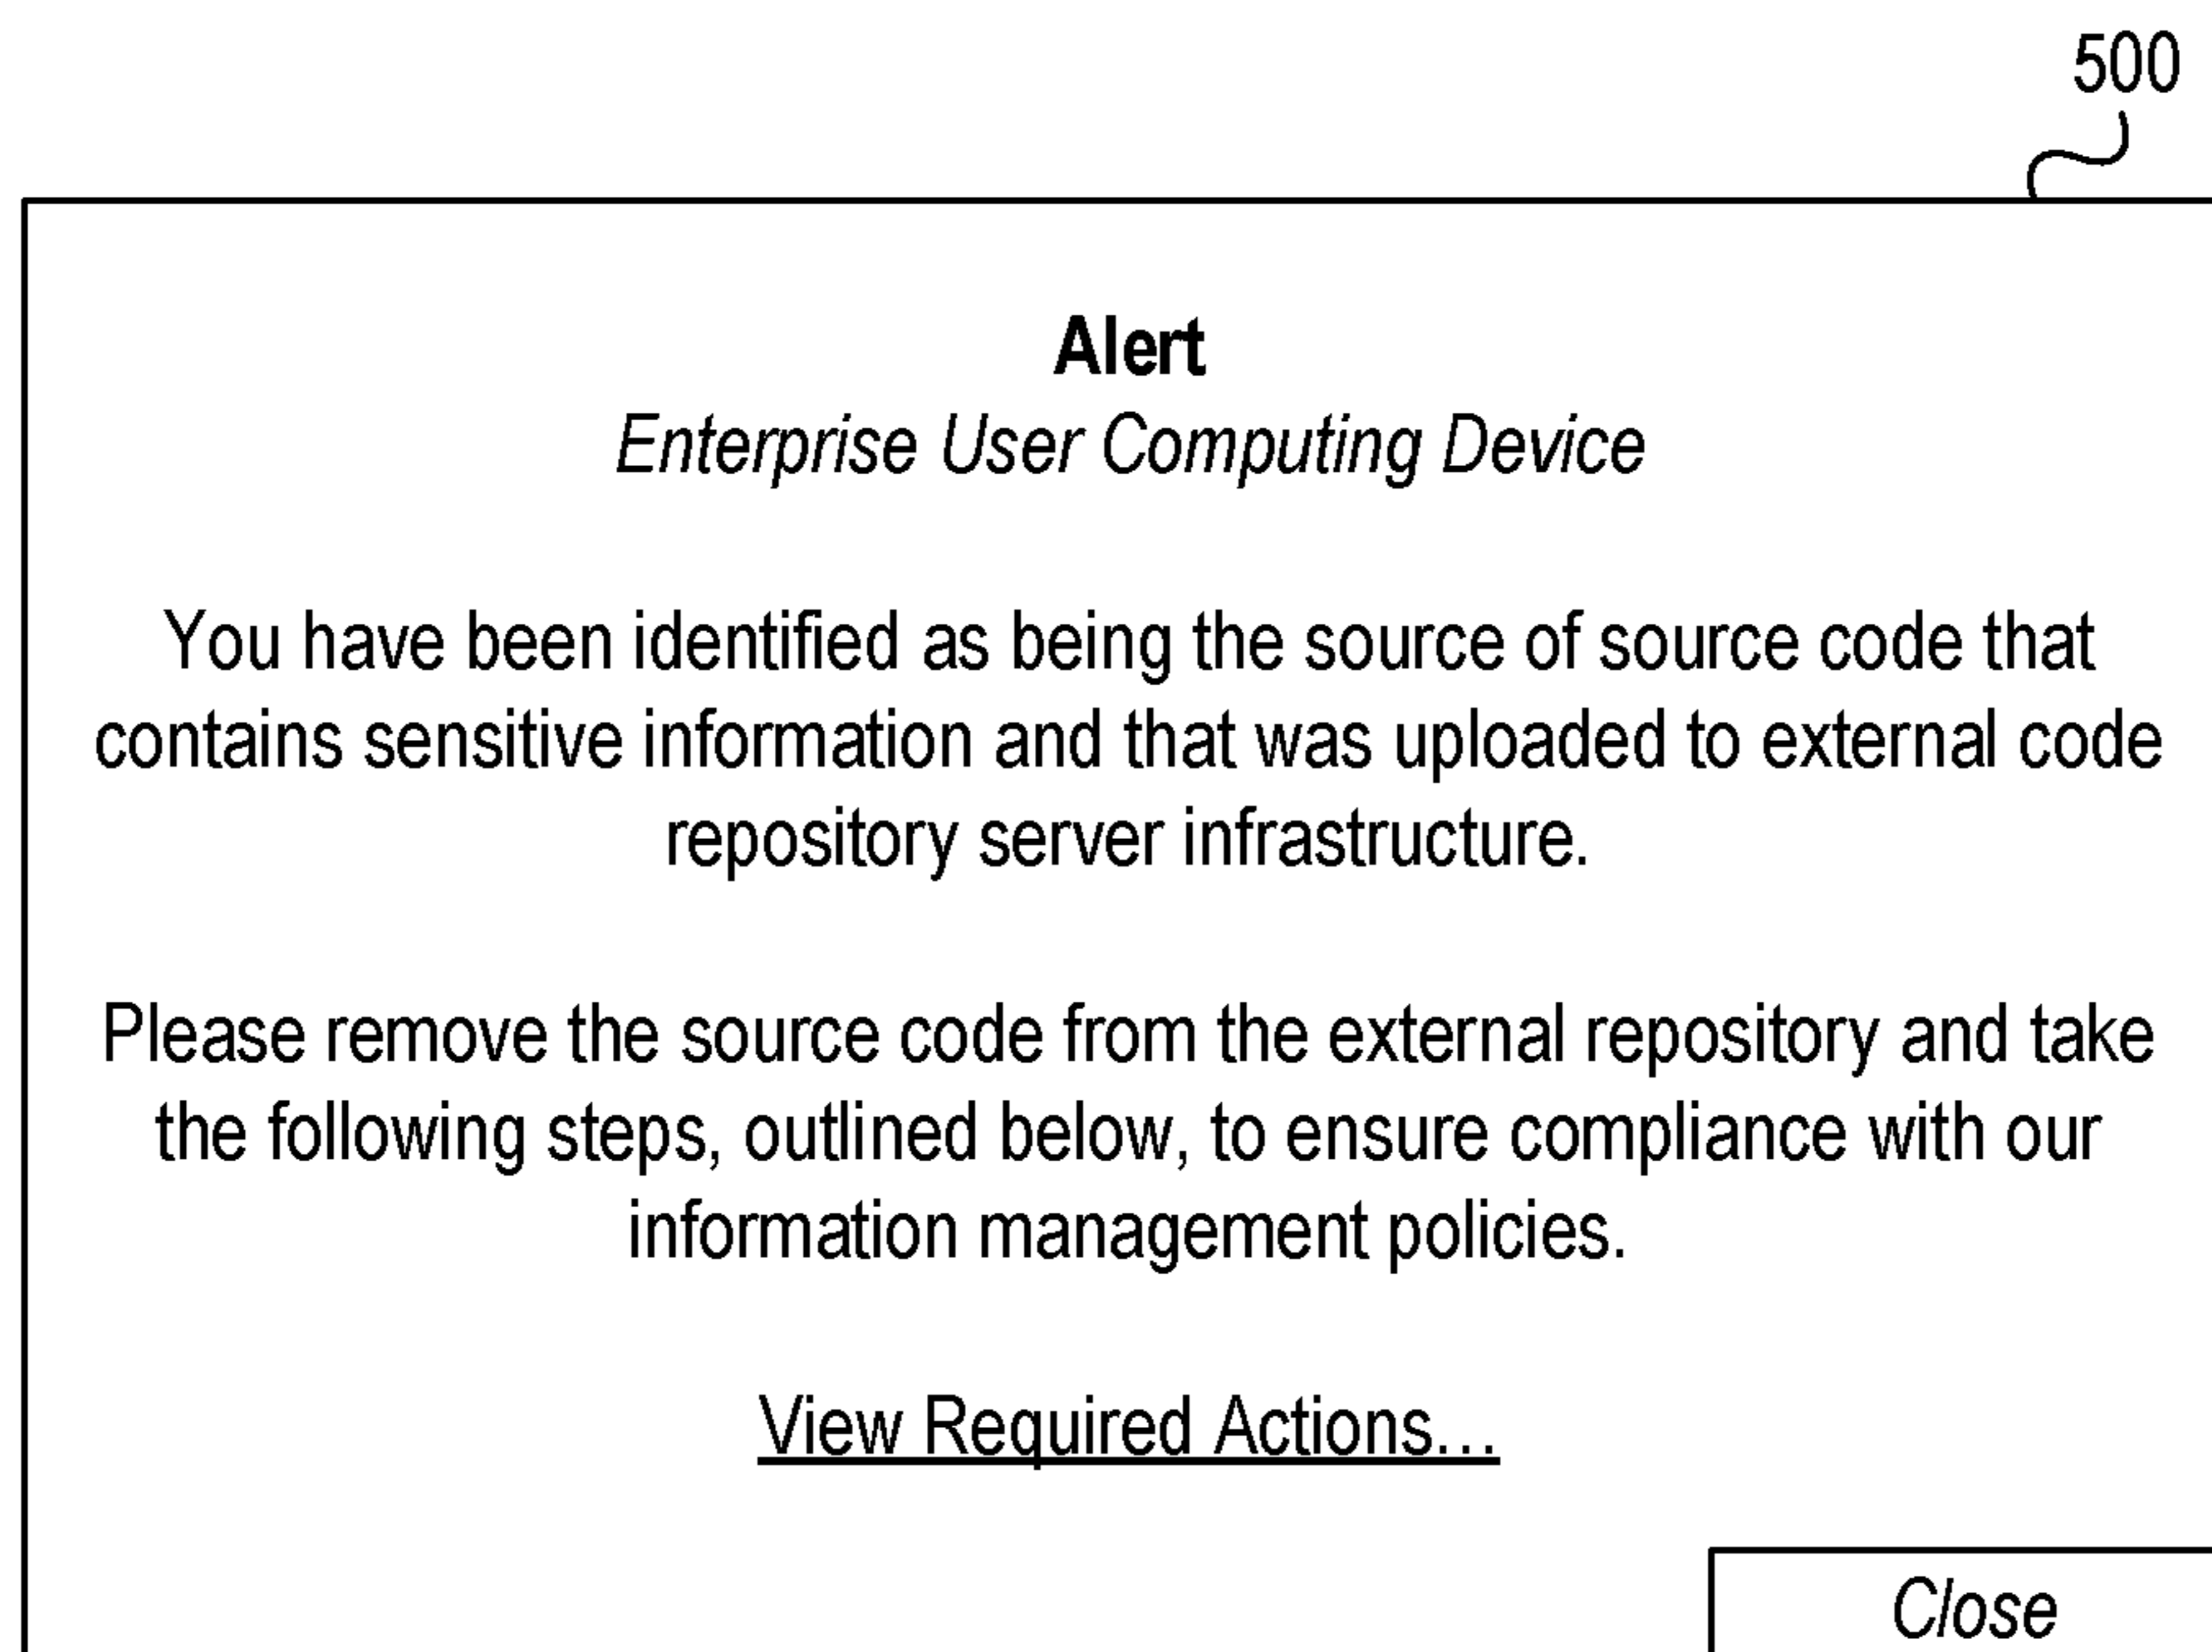 500
Alert
Enterprise User Computing Device
You have been identified as being the source of source code that
contains sensitive information and that was uploaded to external code
repository server infrastructure.
Please remove the source code from the external repository and take
the following steps, outlined below, to ensure compliance with our
information management policies.
View Required Actions...
Close